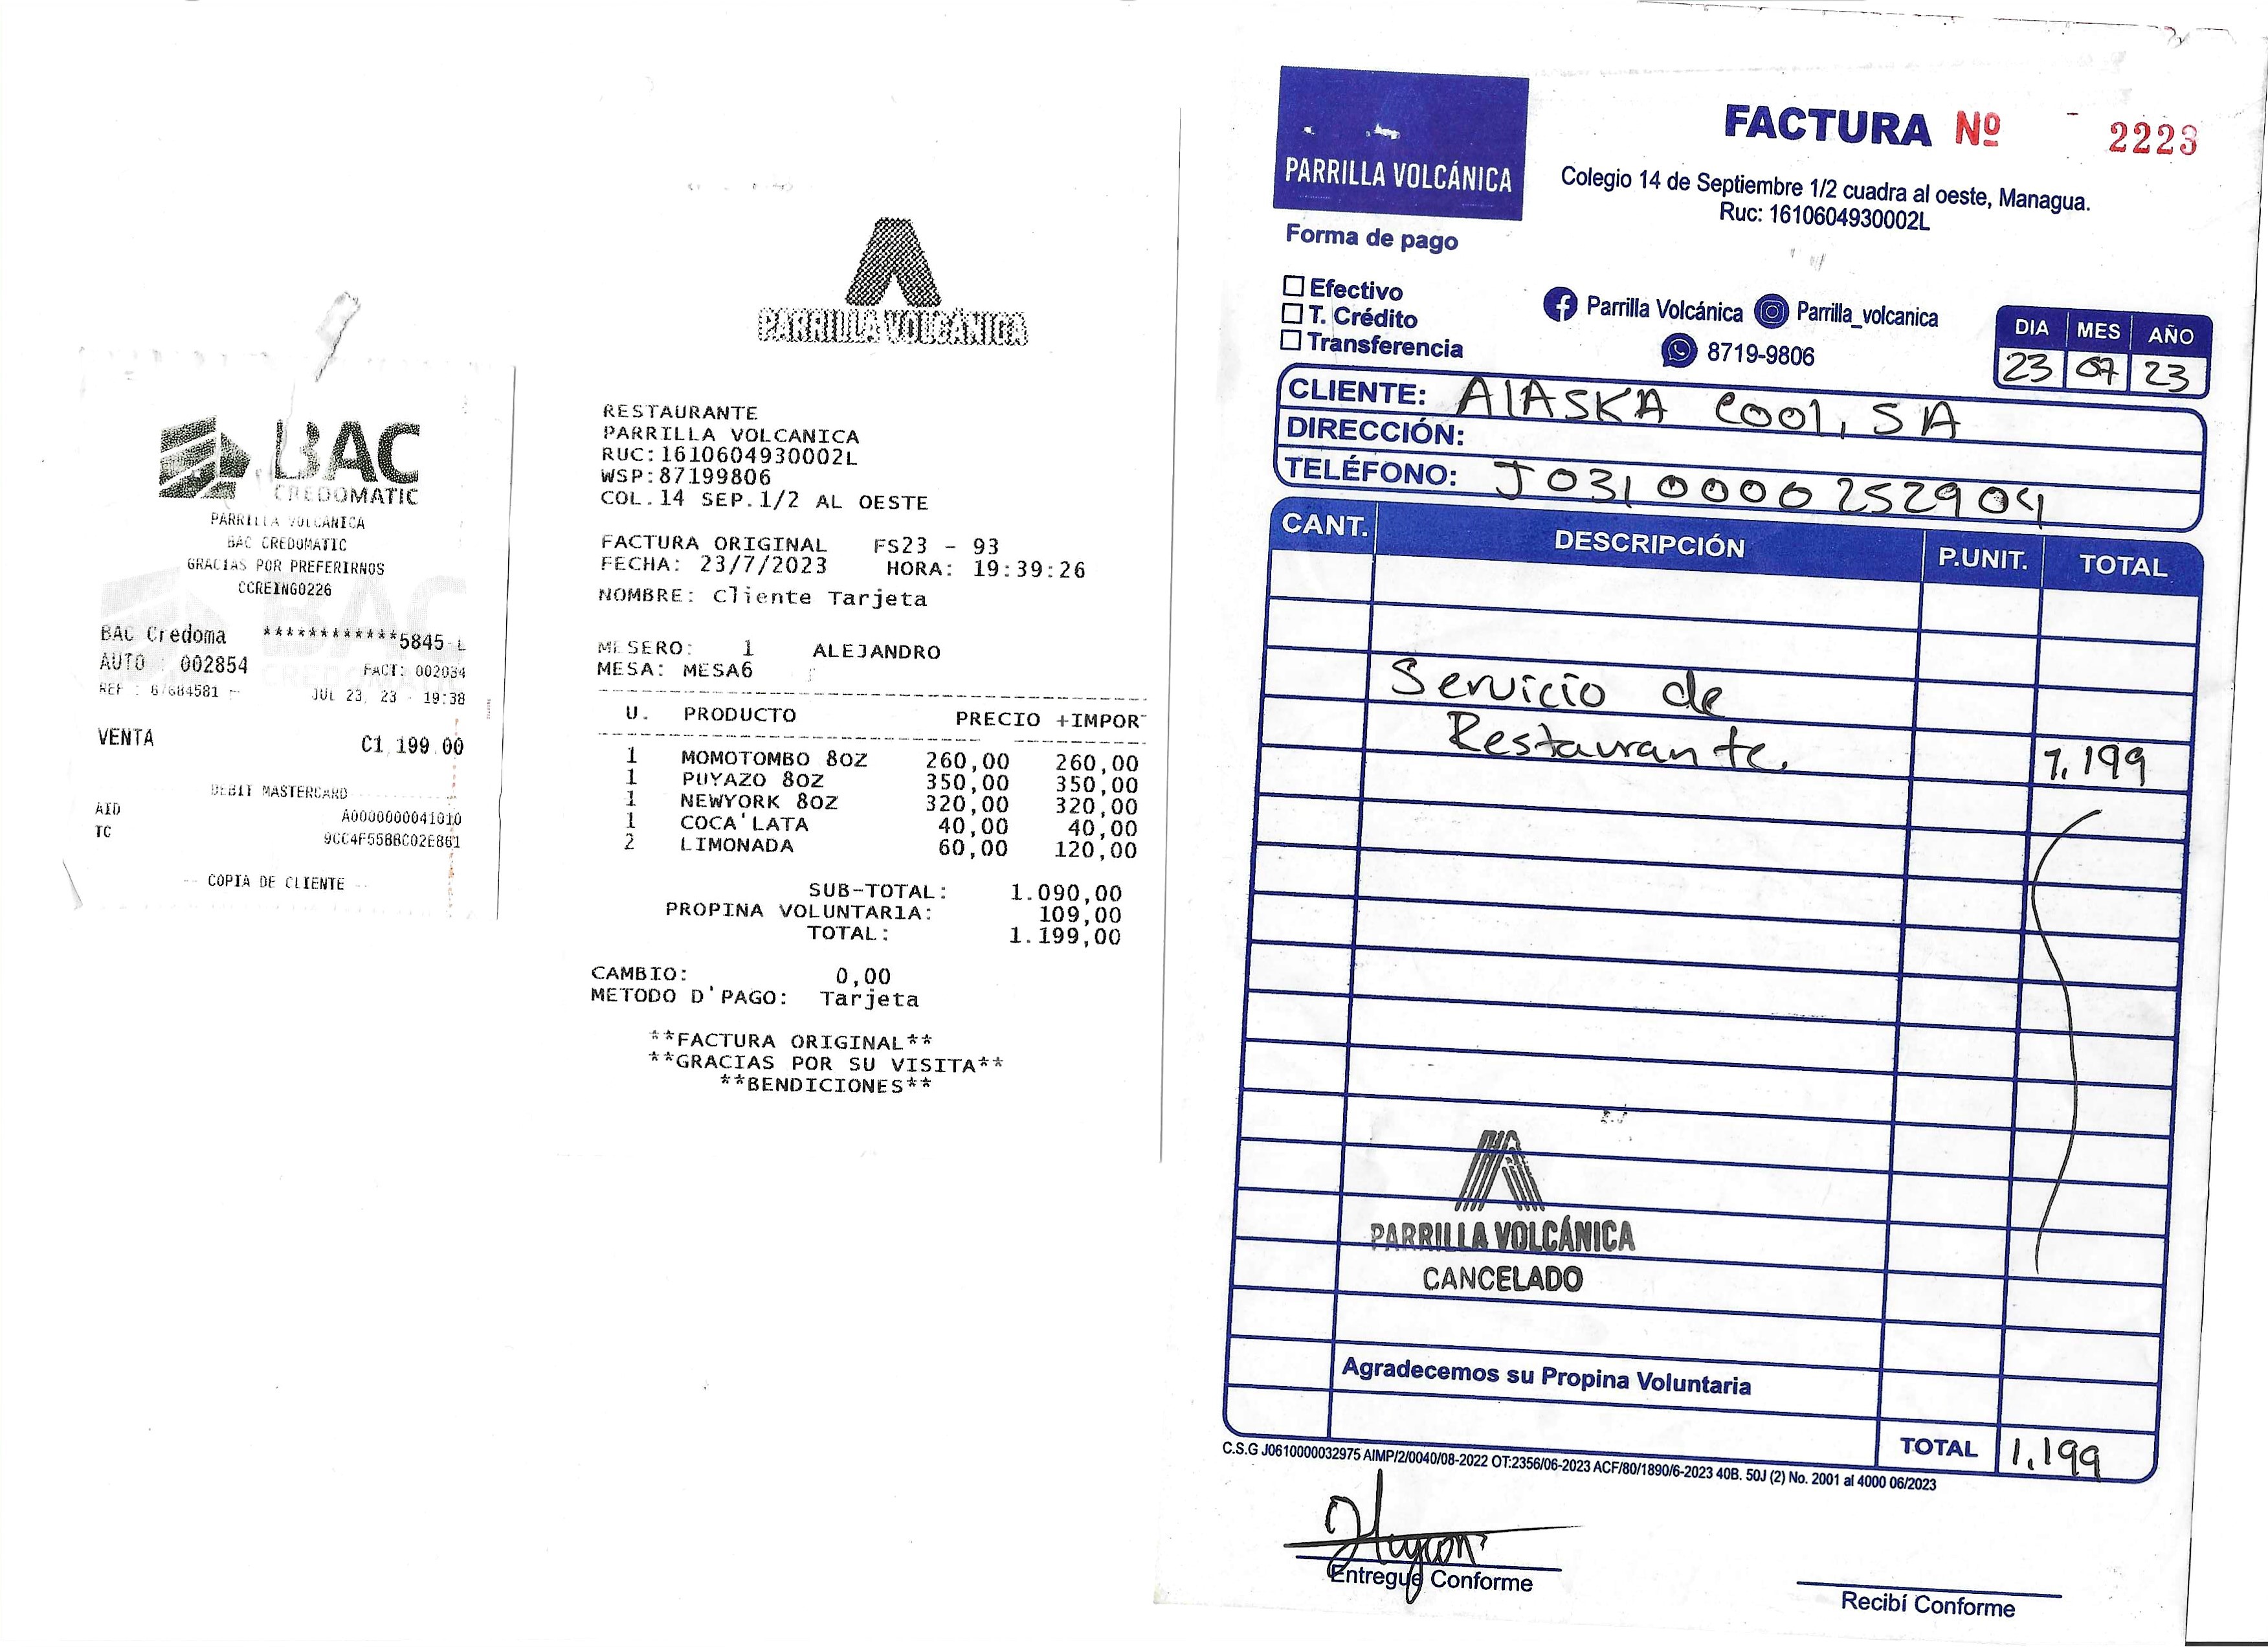 BAC
CREDOMATIC
PARRILLA VOLCANICA
BAC CREDOMATIC
GRACIAS POR PREFERIRNOS
CCREING0226
BAC Credoma ************5845-L
AUTO : 002854 FACT: 002034
REF : 67684581 JUL 23, 23 - 19:38
VENTA C1,199.00
DEBIT MASTERCARD
AID A0000000041010
TC 9CC4F55BBC02E861
-- COPIA DE CLIENTE --
PARRILLA VOLCÁNICA
RESTAURANTE
PARRILLA VOLCANICA
RUC:1610604930002L
WSP:87199806
COL.14 SEP.1/2 AL OESTE
FACTURA ORIGINAL FS23 - 93
FECHA: 23/7/2023 HORA: 19:39:26
NOMBRE: Cliente Tarjeta
MESERO: 1 ALEJANDRO
MESA: MESA6
U. PRODUCTO PRECIO +IMPOR
1 MOMOTOMBO 8OZ 260,00 260,00
1 PUYAZO 8OZ 350,00 350,00
1 NEWYORK 8OZ 320,00 320,00
1 COCA'LATA 40,00 40,00
2 LIMONADA 60,00 120,00
SUB-TOTAL: 1.090,00
PROPINA VOLUNTARIA: 109,00
TOTAL: 1.199,00
CAMBIO: 0,00
METODO D'PAGO: Tarjeta
**FACTURA ORIGINAL**
**GRACIAS POR SU VISITA**
**BENDICIONES**
PARRILLA VOLCÁNICA
FACTURA Nº 2223
Colegio 14 de Septiembre 1/2 cuadra al oeste, Managua.
Ruc: 1610604930002L
Forma de pago
Efectivo
T. Crédito
Transferencia
Parrilla Volcánica Parrilla_volcanica
8719-9806
DIA MES AÑO
23 07 23
CLIENTE: AlASKA Cool, SA
DIRECCIÓN:
TELÉFONO: J0310000252904
CANT. DESCRIPCIÓN P.UNIT. TOTAL
Servicio de
Restaurante. 1.199
PARRILLA VOLCÁNICA
CANCELADO
Agradecemos su Propina Voluntaria
TOTAL 1.199
C.S.G J0610000032975 AIMP/2/0040/08-2022 OT:2356/06-2023 ACF/80/1890/6-2023 40B. 50J (2) No. 2001 al 4000 06/2023
Entregué Conforme
Recibí Conforme